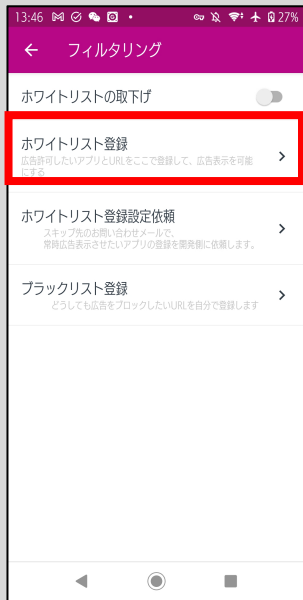 13:46 27%
フィルタリング
ホワイトリストの取下げ
ホワイトリスト登録
広告許可したいアプリとURLをここで登録して、広告表示を可能
にする
ホワイトリスト登録設定依頼
スキップ先のお問い合わせメールで、
常時広告表示させたいアプリの登録を開発側に依頼します。
ブラックリスト登録
どうしても広告をブロックしたいURLを自分で登録します